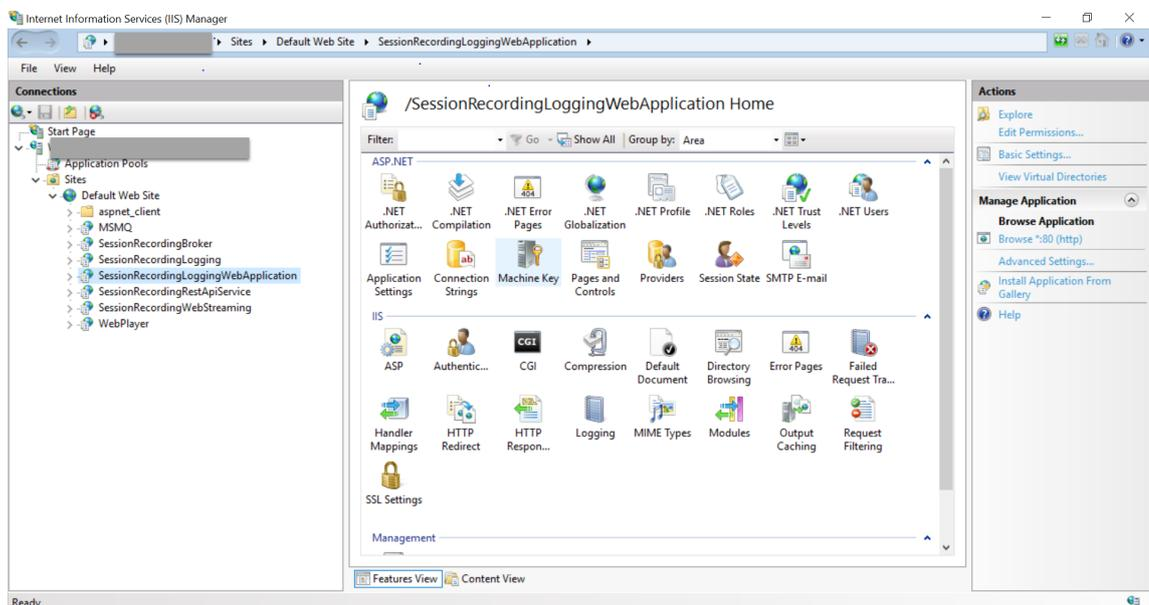 Internet Information Services (IIS) Manager
Sites
Default Web Site
SessionRecordingLoggingWebApplication
File View Help
Connections
Start Page
Application Pools
Sites
Default Web Site
aspnet_client
MSMQ
SessionRecordingBroker
SessionRecordingLogging
SessionRecordingLoggingWebApplication
SessionRecordingRestApiService
SessionRecordingWebStreaming
WebPlayer
/SessionRecordingLoggingWebApplication Home
Filter: Go Show All Group by: Area
ASP.NET
.NET Authorizat...
.NET Compilation
.NET Error Pages
.NET Globalization
.NET Profile
.NET Roles
.NET Trust Levels
.NET Users
Application Settings
Connection Strings
Machine Key
Pages and Controls
Providers
Session State
SMTP E-mail
IIS
ASP
Authentic...
CGI
Compression
Default Document
Directory Browsing
Error Pages
Failed Request Tra...
Handler Mappings
HTTP Redirect
HTTP Respon...
Logging
MIME Types
Modules
Output Caching
Request Filtering
SSL Settings
Management
Features View Content View
Actions
Explore
Edit Permissions...
Basic Settings...
View Virtual Directories
Manage Application
Browse Application
Browse *:80 (http)
Advanced Settings...
Install Application From
Gallery
Help
Ready